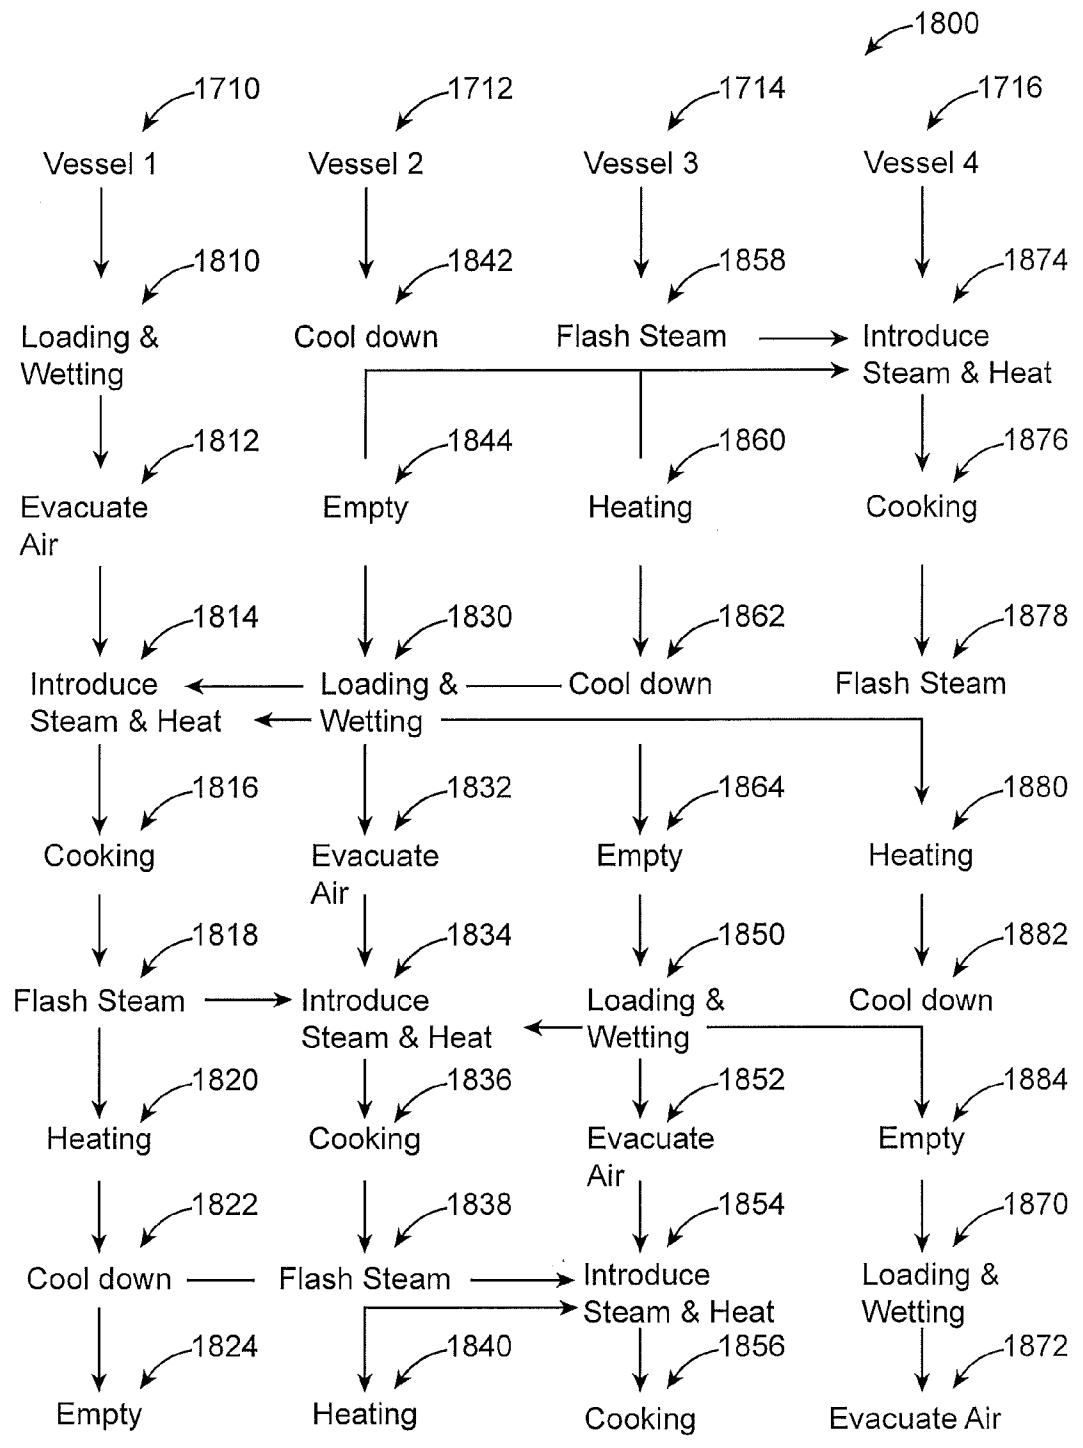 1800
1710 1712 1714 1716
Vessel 1 Vessel 2 Vessel 3 Vessel 4
1810 1842 1858 1874
Loading & Cool down Flash Steam Introduce
Wetting Steam & Heat
1812 1844 1860 1876
Evacuate Empty Heating Cooking
Air
1814 1830 1862 1878
Introduce Loading & Cool down Flash Steam
Steam & Heat Wetting
1816 1832 1864 1880
Cooking Evacuate Empty Heating
Air
1818 1834 1850 1882
Flash Steam Introduce Loading & Cool down
Steam & Heat Wetting
1820 1836 1852 1884
Heating Cooking Evacuate Empty
Air
1822 1838 1854 1870
Cool down Flash Steam Introduce Loading &
Steam & Heat Wetting
1824 1840 1856 1872
Empty Heating Cooking Evacuate Air